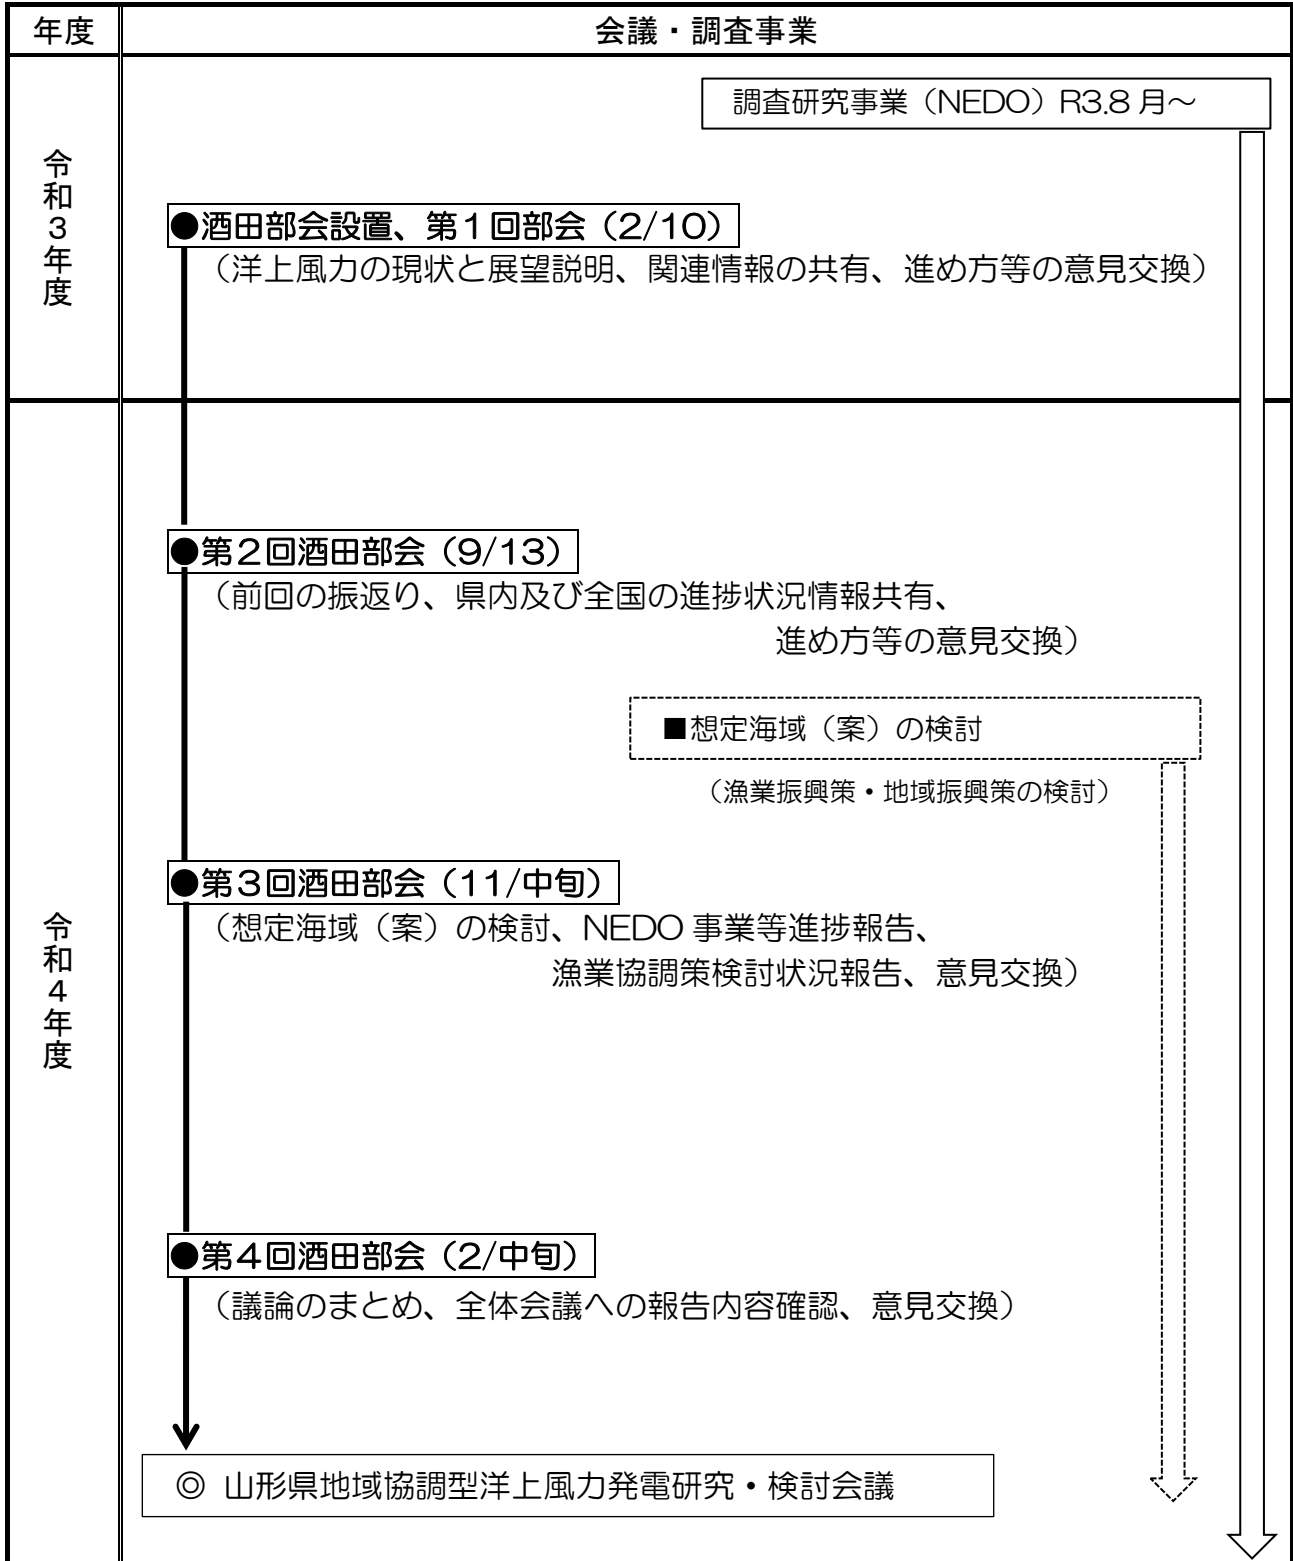 年度
会議・調査事業
調査研究事業（NEDO）R3.8月～
令和３年度
●酒田部会設置、第１回部会（2/10）
（洋上風力の現状と展望説明、関連情報の共有、進め方等の意見交換）
●第２回酒田部会（9/13）
（前回の振返り、県内及び全国の進捗状況情報共有、
進め方等の意見交換）
■想定海域（案）の検討
（漁業振興策・地域振興策の検討）
●第３回酒田部会（11/中旬）
（想定海域（案）の検討、NEDO事業等進捗報告、
漁業協調策検討状況報告、意見交換）
令和４年度
●第４回酒田部会（2/中旬）
（議論のまとめ、全体会議への報告内容確認、意見交換）
◎ 山形県地域協調型洋上風力発電研究・検討会議